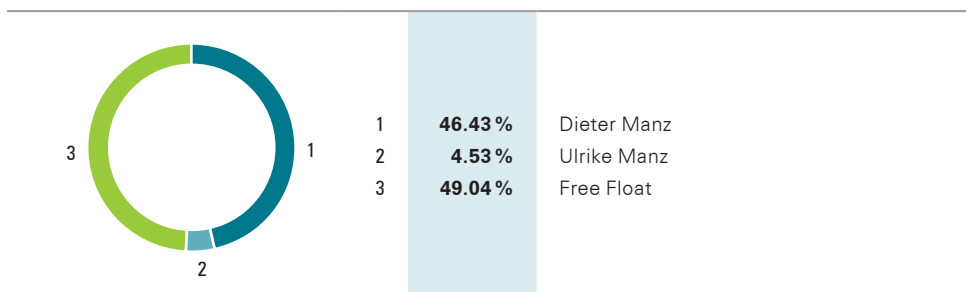 3
1
2
1 46.43 % Dieter Manz
2 4.53 % Ulrike Manz
3 49.04 % Free Float